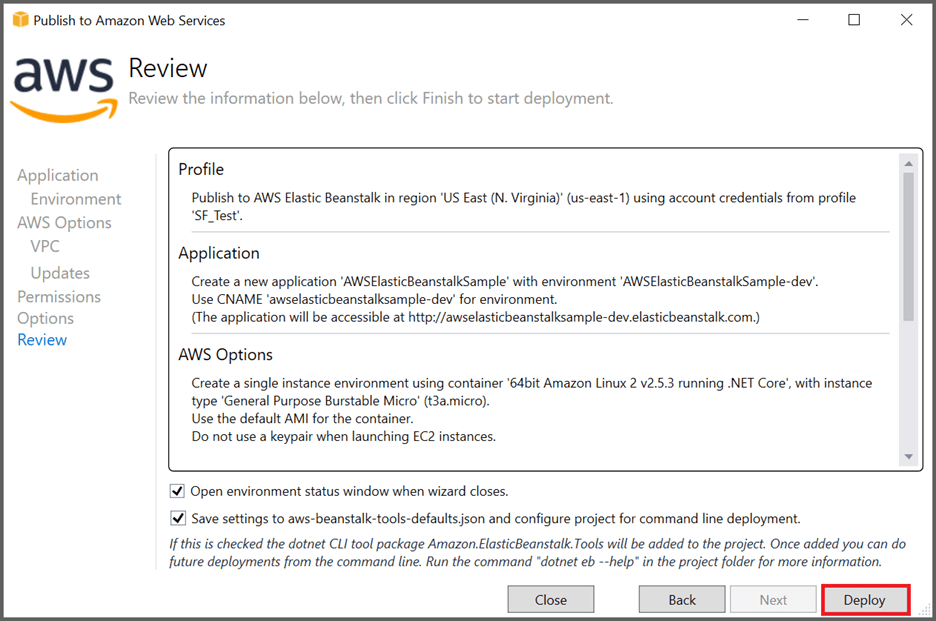 Publish to Amazon Web Services
aws
Review
Review the information below, then click Finish to start deployment.
Application
Environment
AWS Options
VPC
Updates
Permissions
Options
Review
Profile
Publish to AWS Elastic Beanstalk in region 'US East (N. Virginia)' (us-east-1) using account credentials from profile
'SF_Test'.
Application
Create a new application 'AWSElasticBeanstalkSample' with environment 'AWSElasticBeanstalkSample-dev'.
Use CNAME 'awselasticbeanstalksample-dev' for environment.
(The application will be accessible at http://awselasticbeanstalksample-dev.elasticbeanstalk.com.)
AWS Options
Create a single instance environment using container '64bit Amazon Linux 2 v2.5.3 running .NET Core', with instance
type 'General Purpose Burstable Micro' (t3a.micro).
Use the default AMI for the container.
Do not use a keypair when launching EC2 instances.
Open environment status window when wizard closes.
Save settings to aws-beanstalk-tools-defaults.json and configure project for command line deployment.
If this is checked the dotnet CLI tool package Amazon.ElasticBeanstalk.Tools will be added to the project. Once added you can do
future deployments from the command line. Run the command "dotnet eb --help" in the project folder for more information.
Close
Back
Next
Deploy